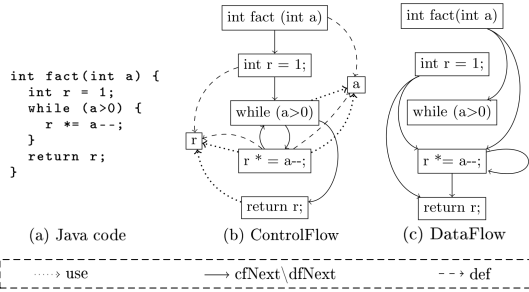 int fact(int a) {
int r = 1;
while (a>0) {
r *= a--;
}
return r;
}
(a) Java code
int fact (int a)
int r = 1;
a
while (a>0)
r
r *= a--;
return r;
(b) ControlFlow
int fact(int a)
int r = 1;
while (a>0)
r *= a--;
return r;
(c) DataFlow
use
cfNext\dfNext
def